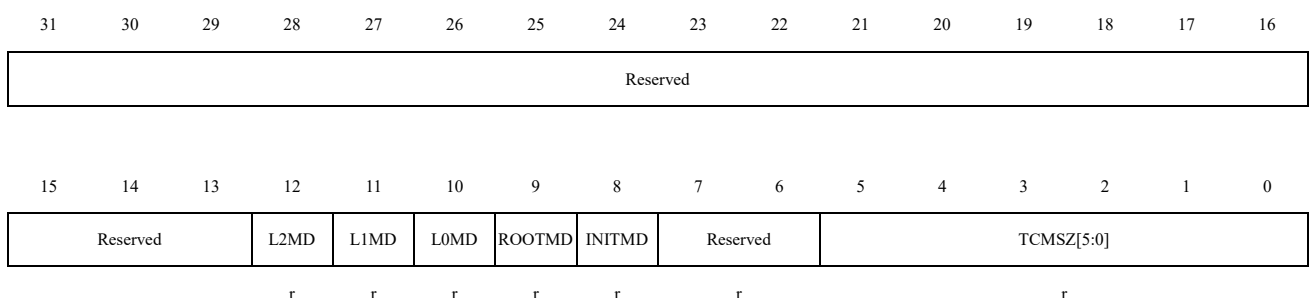 31 30 29 28 27 26 25 24 23 22 21 20 19 18 17 16
Reserved
15 14 13 12 11 10 9 8 7 6 5 4 3 2 1 0
Reserved L2MD L1MD L0MD ROOTMD INITMD Reserved TCMSZ[5:0]
r r r r r r r